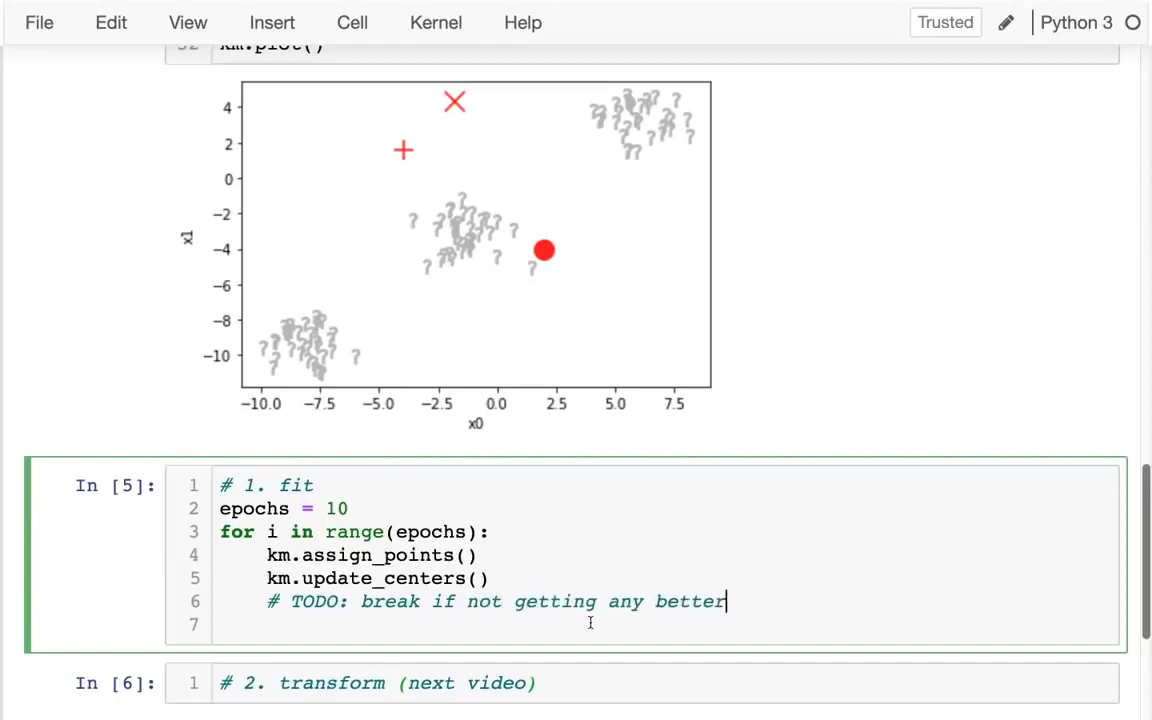 File Edit View Insert Cell Kernel Help Trusted Python 3
32 km.plot()
4
2
0
−2
−4
−6
−8
−10
x1
−10.0 −7.5 −5.0 −2.5 0.0 2.5 5.0 7.5
x0
In [5]: 1 # 1. fit
2 epochs = 10
3 for i in range(epochs):
4 km.assign_points()
5 km.update_centers()
6 # TODO: break if not getting any better
7
In [6]: 1 # 2. transform (next video)